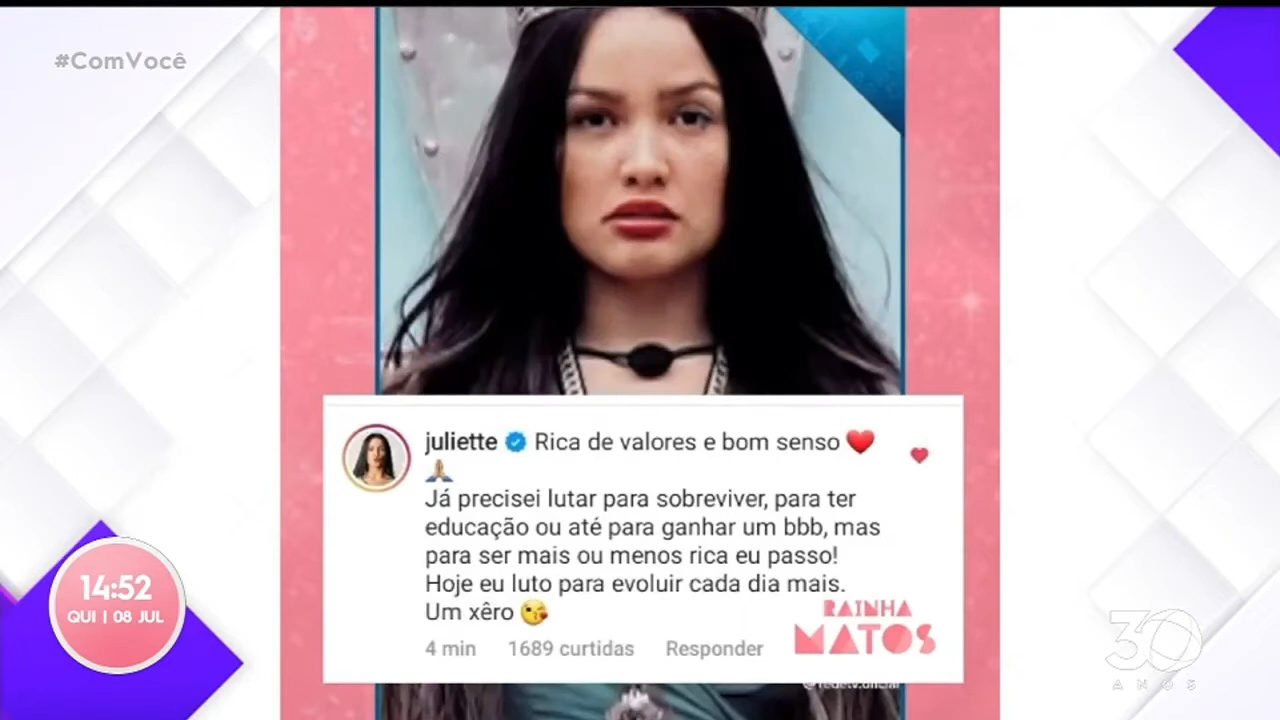 #ComVocê
juliette Rica de valores e bom senso ❤️
🙏🏼
Já precisei lutar para sobreviver, para ter
educação ou até para ganhar um bbb, mas
para ser mais ou menos rica eu passo!
Hoje eu luto para evoluir cada dia mais.
Um xêro 😘
4 min 1689 curtidas Responder
RAINHA
MATOS
@redetv.oficial
14:52
QUI | 08 JUL
30
ANOS